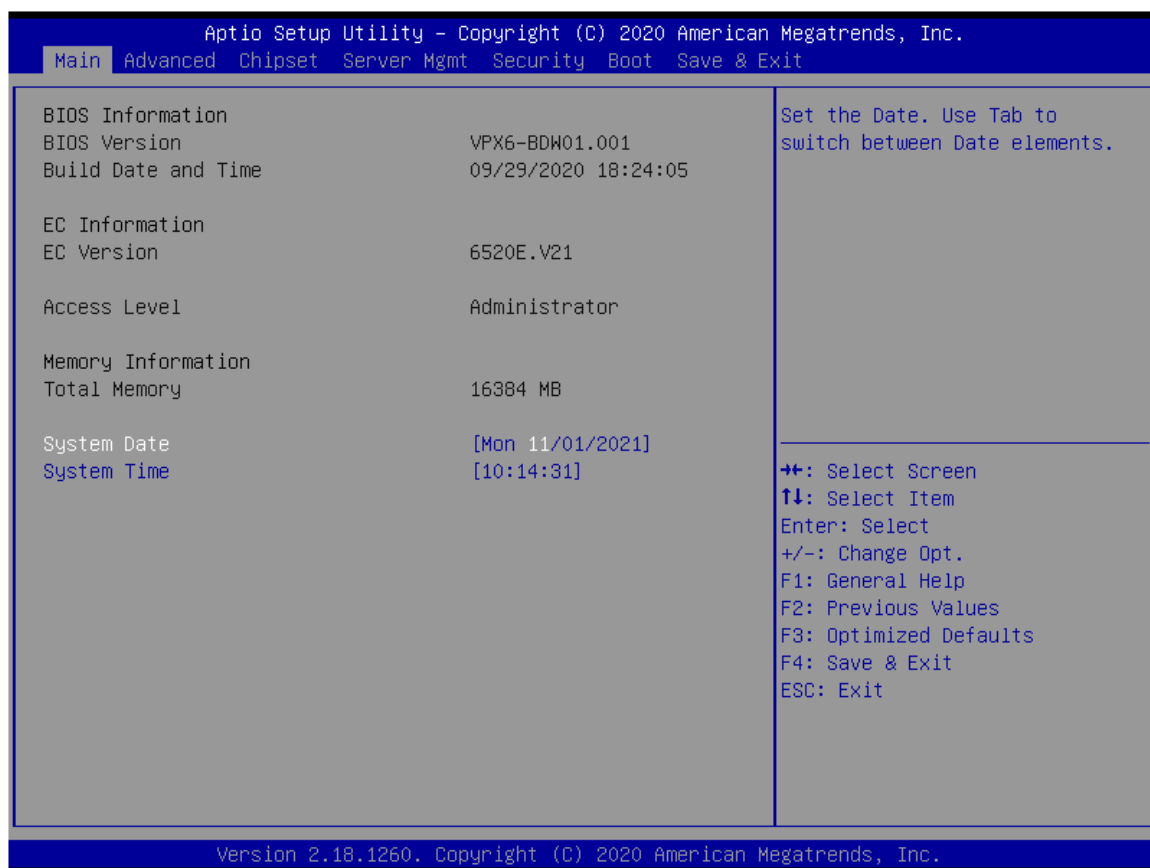 Aptio Setup Utility – Copyright (C) 2020 American Megatrends, Inc.
Main Advanced Chipset Server Mgmt Security Boot Save & Exit
BIOS Information
BIOS Version VPX6-BDW01.001
Build Date and Time 09/29/2020 18:24:05
EC Information
EC Version 6520E.V21
Access Level Administrator
Memory Information
Total Memory 16384 MB
System Date [Mon 11/01/2021]
System Time [10:14:31]
Set the Date. Use Tab to
switch between Date elements.
→←: Select Screen
↑↓: Select Item
Enter: Select
+/-: Change Opt.
F1: General Help
F2: Previous Values
F3: Optimized Defaults
F4: Save & Exit
ESC: Exit
Version 2.18.1260. Copyright (C) 2020 American Megatrends, Inc.